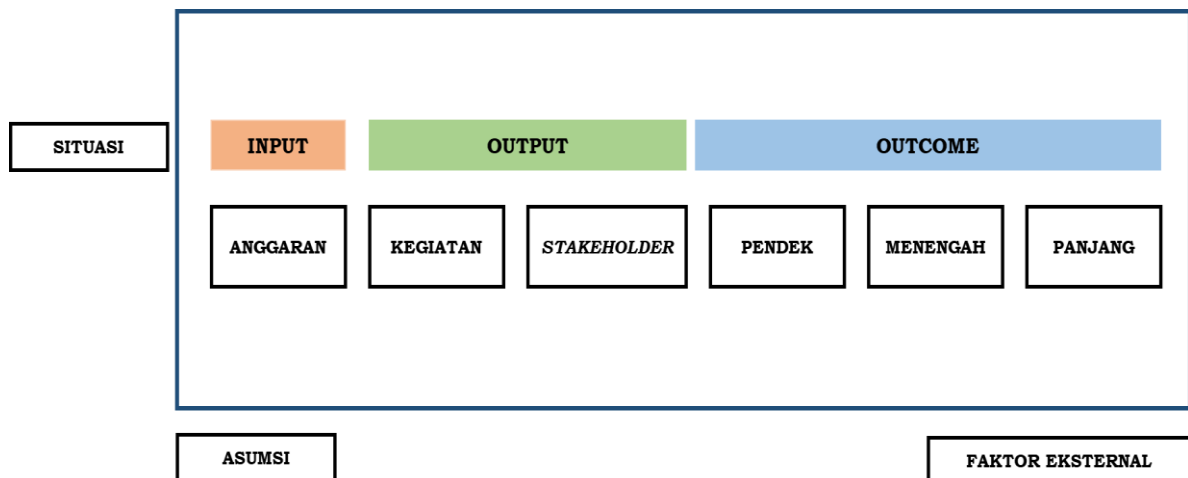 SITUASI
INPUT
OUTPUT
OUTCOME
ANGGARAN
KEGIATAN
STAKEHOLDER
PENDEK
MENENGAH
PANJANG
ASUMSI
FAKTOR EKSTERNAL